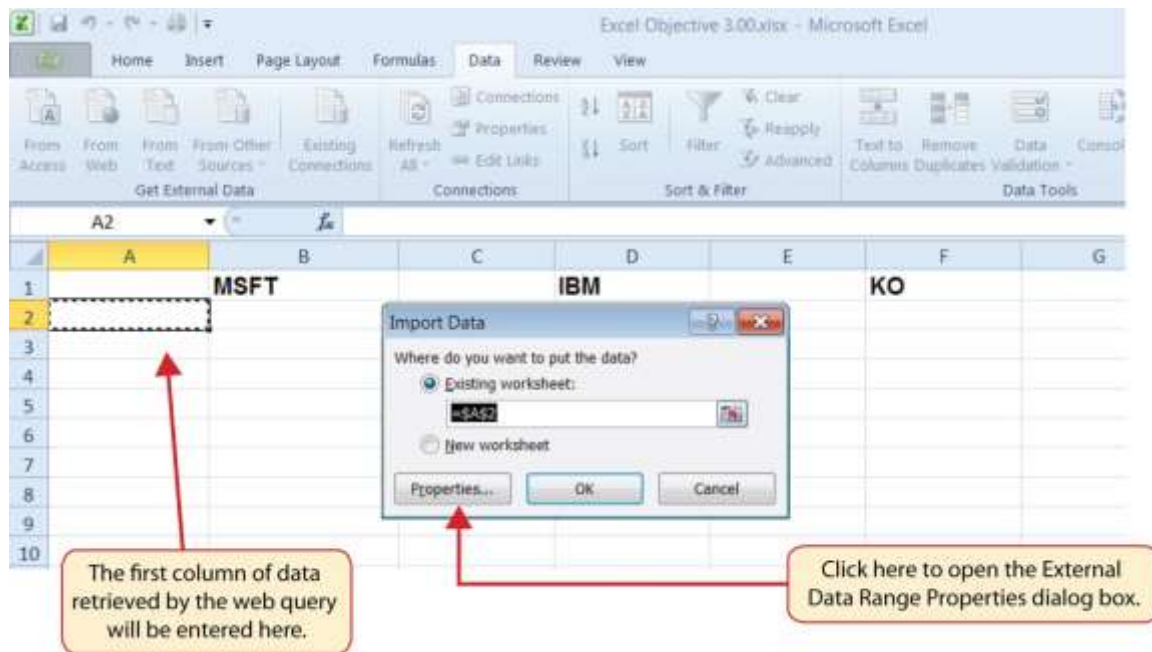 Excel Objective 3.00.xlsx - Microsoft Excel
Home Insert Page Layout Formulas Data Review View
From Access
From Web
From Text
From Other Sources
Existing Connections
Get External Data
Refresh All
Connections
Properties
Edit Links
Connections
Sort
Filter
Clear
Reapply
Advanced
Sort & Filter
Text to Columns
Remove Duplicates
Data Validation
Consol
Data Tools
A2 fx
A B C D E F G
1 MSFT IBM KO
2
3
4
5
6
7
8
9
10
Import Data
Where do you want to put the data?
Existing worksheet:
=$A$2
New worksheet
Properties... OK Cancel
The first column of data
retrieved by the web query
will be entered here.
Click here to open the External
Data Range Properties dialog box.